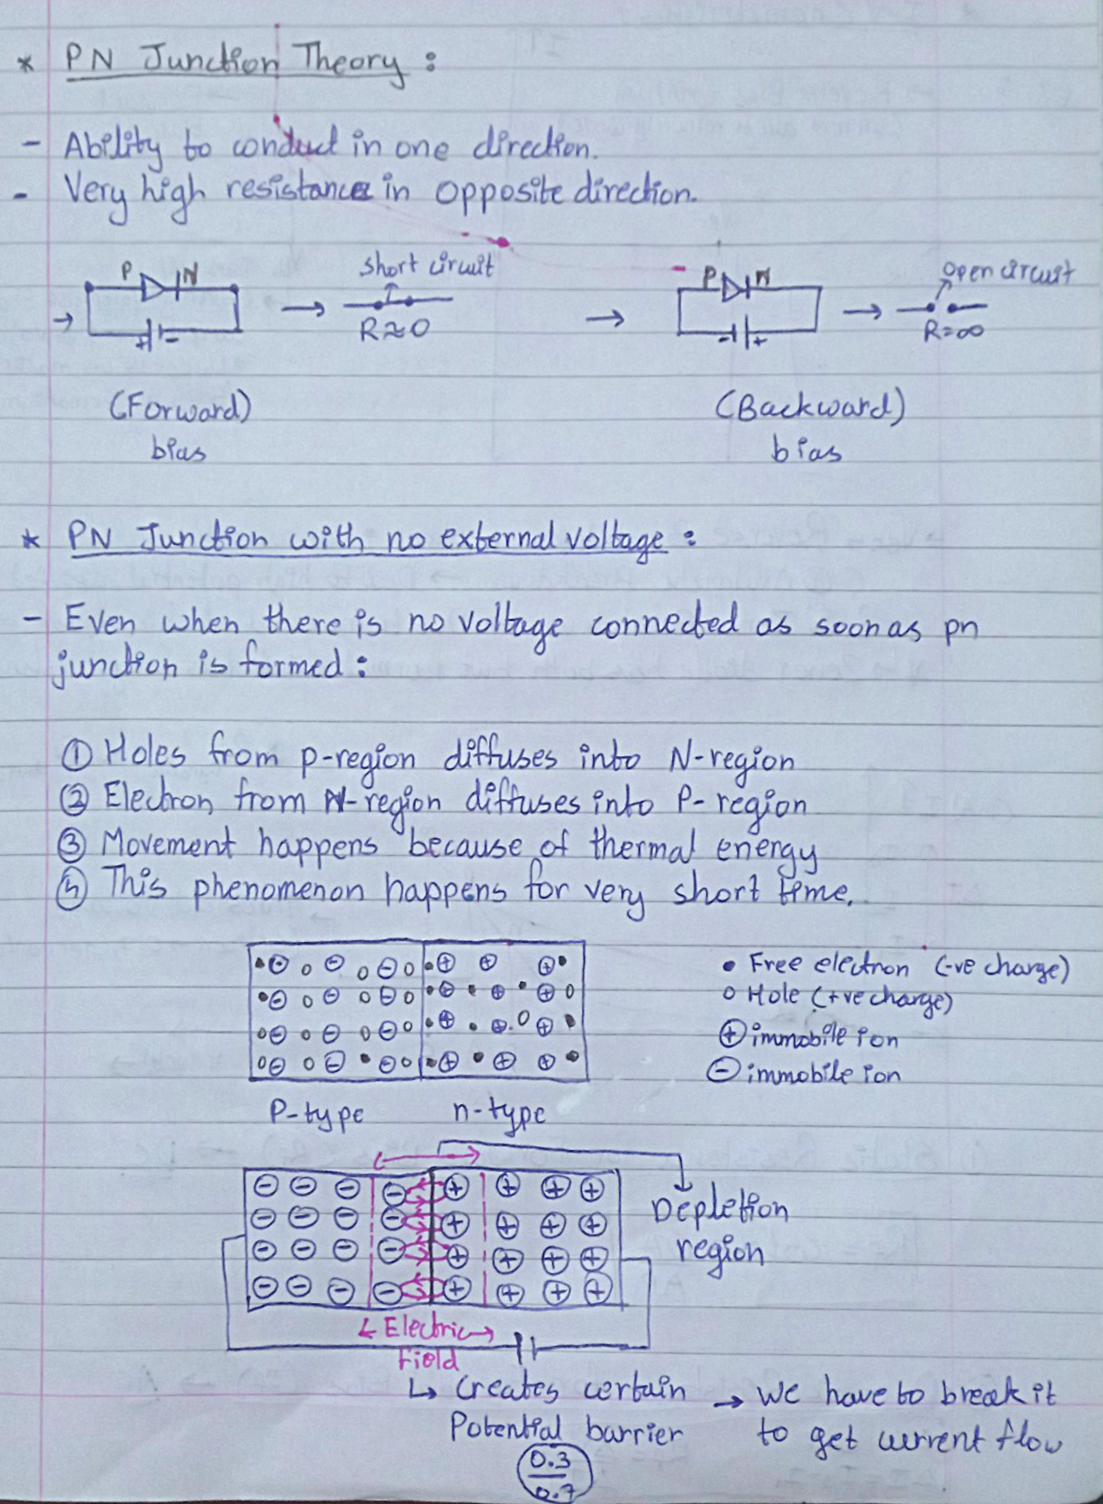 * PN Junction Theory :
- Ability to conduct in one direction.
- Very high resistance in opposite direction.
P N
short circuit
R≈0
+ -
(Forward)
bias
P N
open circuit
R=∞
- +
(Backward)
bias
* PN Junction with no external voltage :
- Even when there is no voltage connected as soon as pn
junction is formed :
① Holes from p-region diffuses into N-region
② Electron from N-region diffuses into P-region
③ Movement happens because of thermal energy
④ This phenomenon happens for very short time.
• Free electron (-ve charge)
o Hole (+ve charge)
⊕ immobile ion
⊖ immobile ion
P-type n-type
Depletion
region
Electric
Field
↳ Creates certain → we have to break it
Potential barrier to get current flow
0.3
0.7